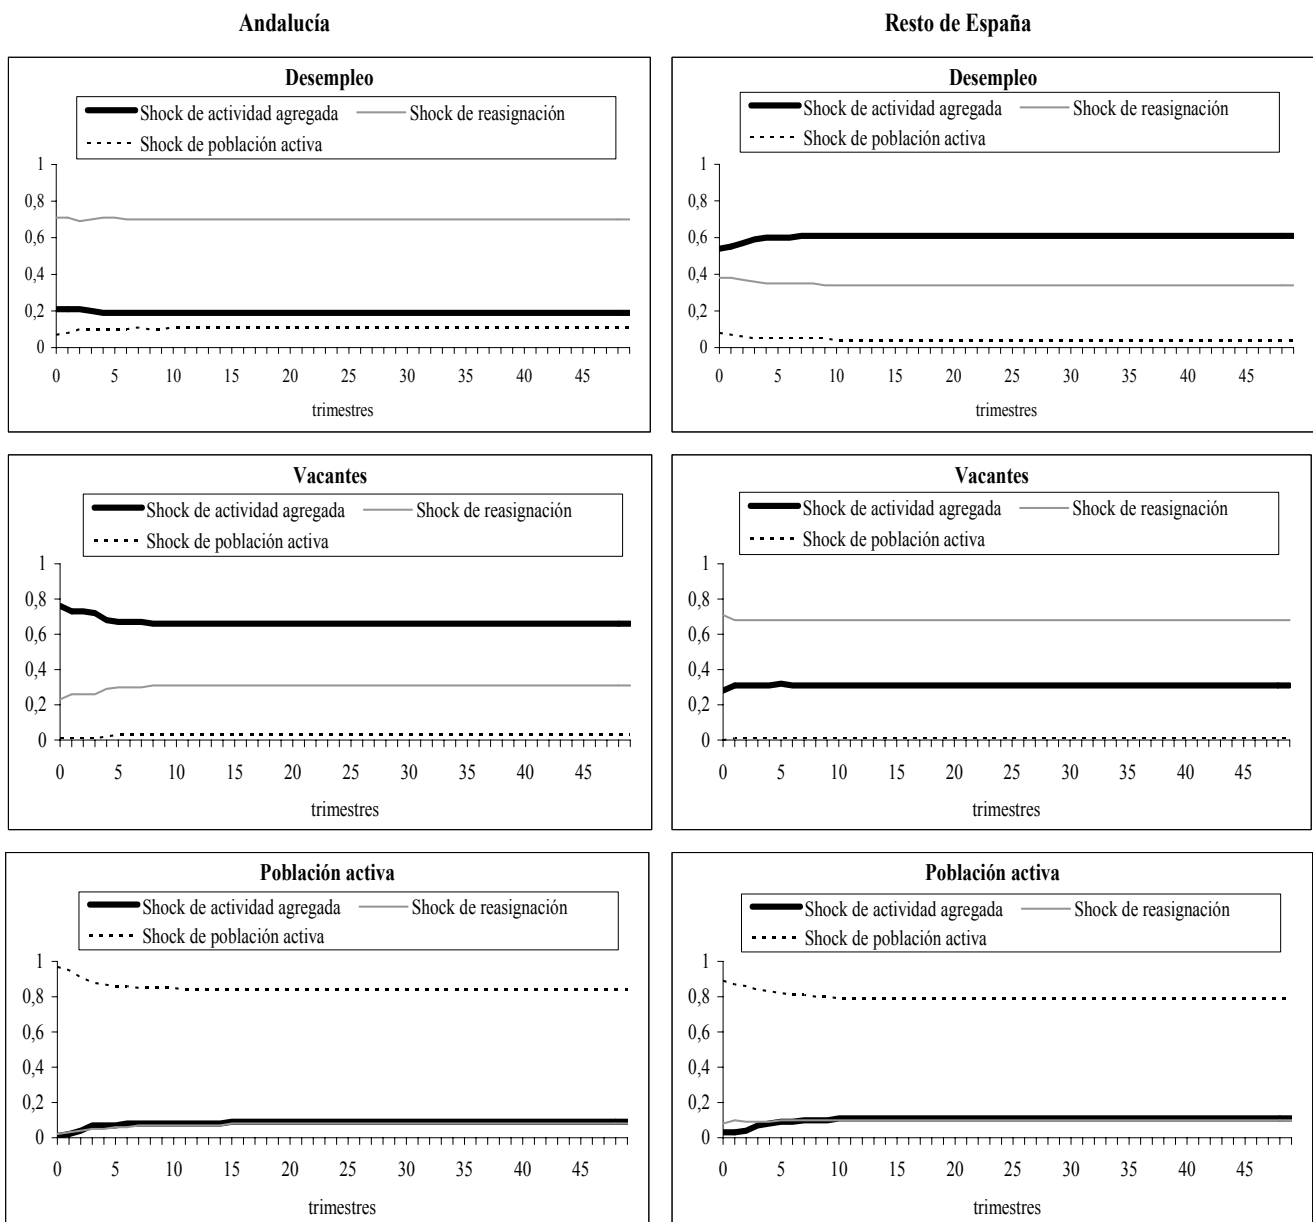 Andalucía
Resto de España
Desempleo
Shock de actividad agregada
Shock de reasignación
Shock de población activa
1
0,8
0,6
0,4
0,2
0
0 5 10 15 20 25 30 35 40 45
trimestres
Desempleo
Shock de actividad agregada
Shock de reasignación
Shock de población activa
1
0,8
0,6
0,4
0,2
0
0 5 10 15 20 25 30 35 40 45
trimestres
Vacantes
Shock de actividad agregada
Shock de reasignación
Shock de población activa
1
0,8
0,6
0,4
0,2
0
0 5 10 15 20 25 30 35 40 45
trimestres
Vacantes
Shock de actividad agregada
Shock de reasignación
Shock de población activa
1
0,8
0,6
0,4
0,2
0
0 5 10 15 20 25 30 35 40 45
trimestres
Población activa
Shock de actividad agregada
Shock de reasignación
Shock de población activa
1
0,8
0,6
0,4
0,2
0
0 5 10 15 20 25 30 35 40 45
trimestres
Población activa
Shock de actividad agregada
Shock de reasignación
Shock de población activa
1
0,8
0,6
0,4
0,2
0
0 5 10 15 20 25 30 35 40 45
trimestres